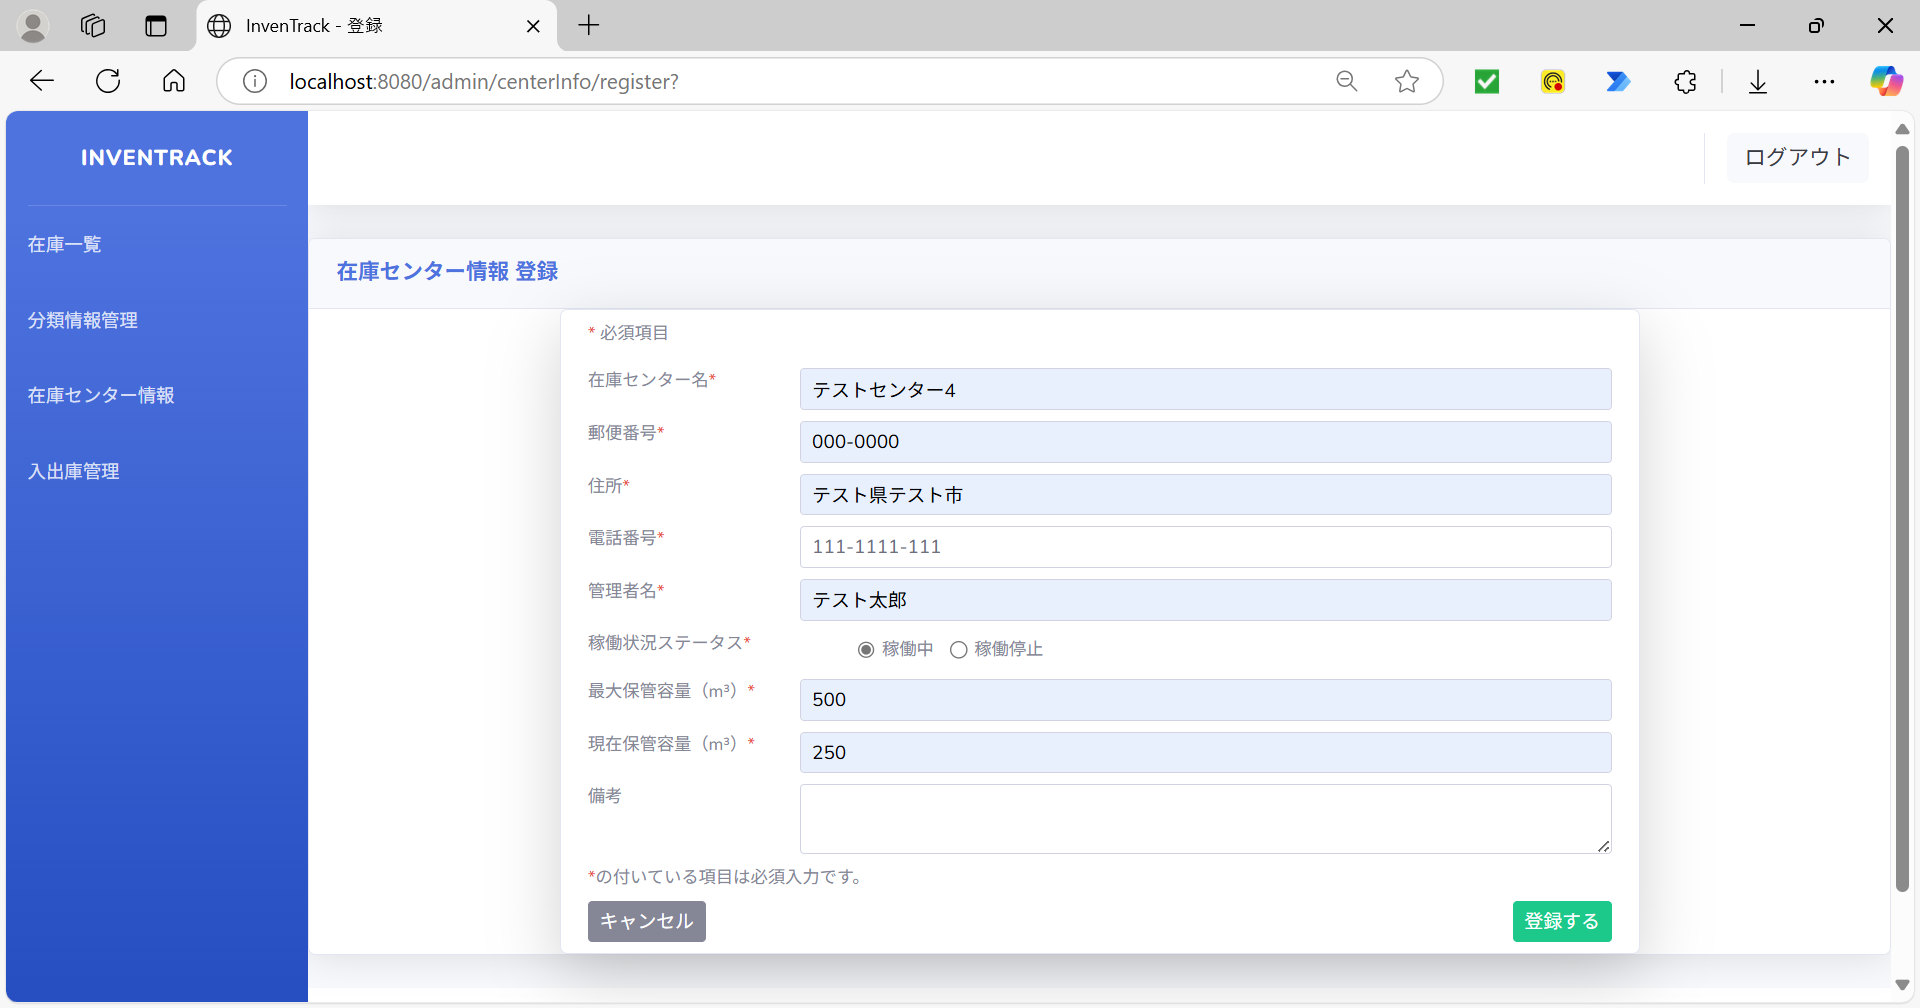 InvenTrack - 登録
localhost:8080/admin/centerInfo/register?
INVENTRACK
ログアウト
在庫一覧
分類情報管理
在庫センター情報
入出庫管理
在庫センター情報 登録
* 必須項目
在庫センター名*
テストセンター4
郵便番号*
000-0000
住所*
テスト県テスト市
電話番号*
111-1111-111
管理者名*
テスト太郎
稼働状況ステータス*
稼働中 稼働停止
最大保管容量（m³）*
500
現在保管容量（m³）*
250
備考
*の付いている項目は必須入力です。
キャンセル
登録する